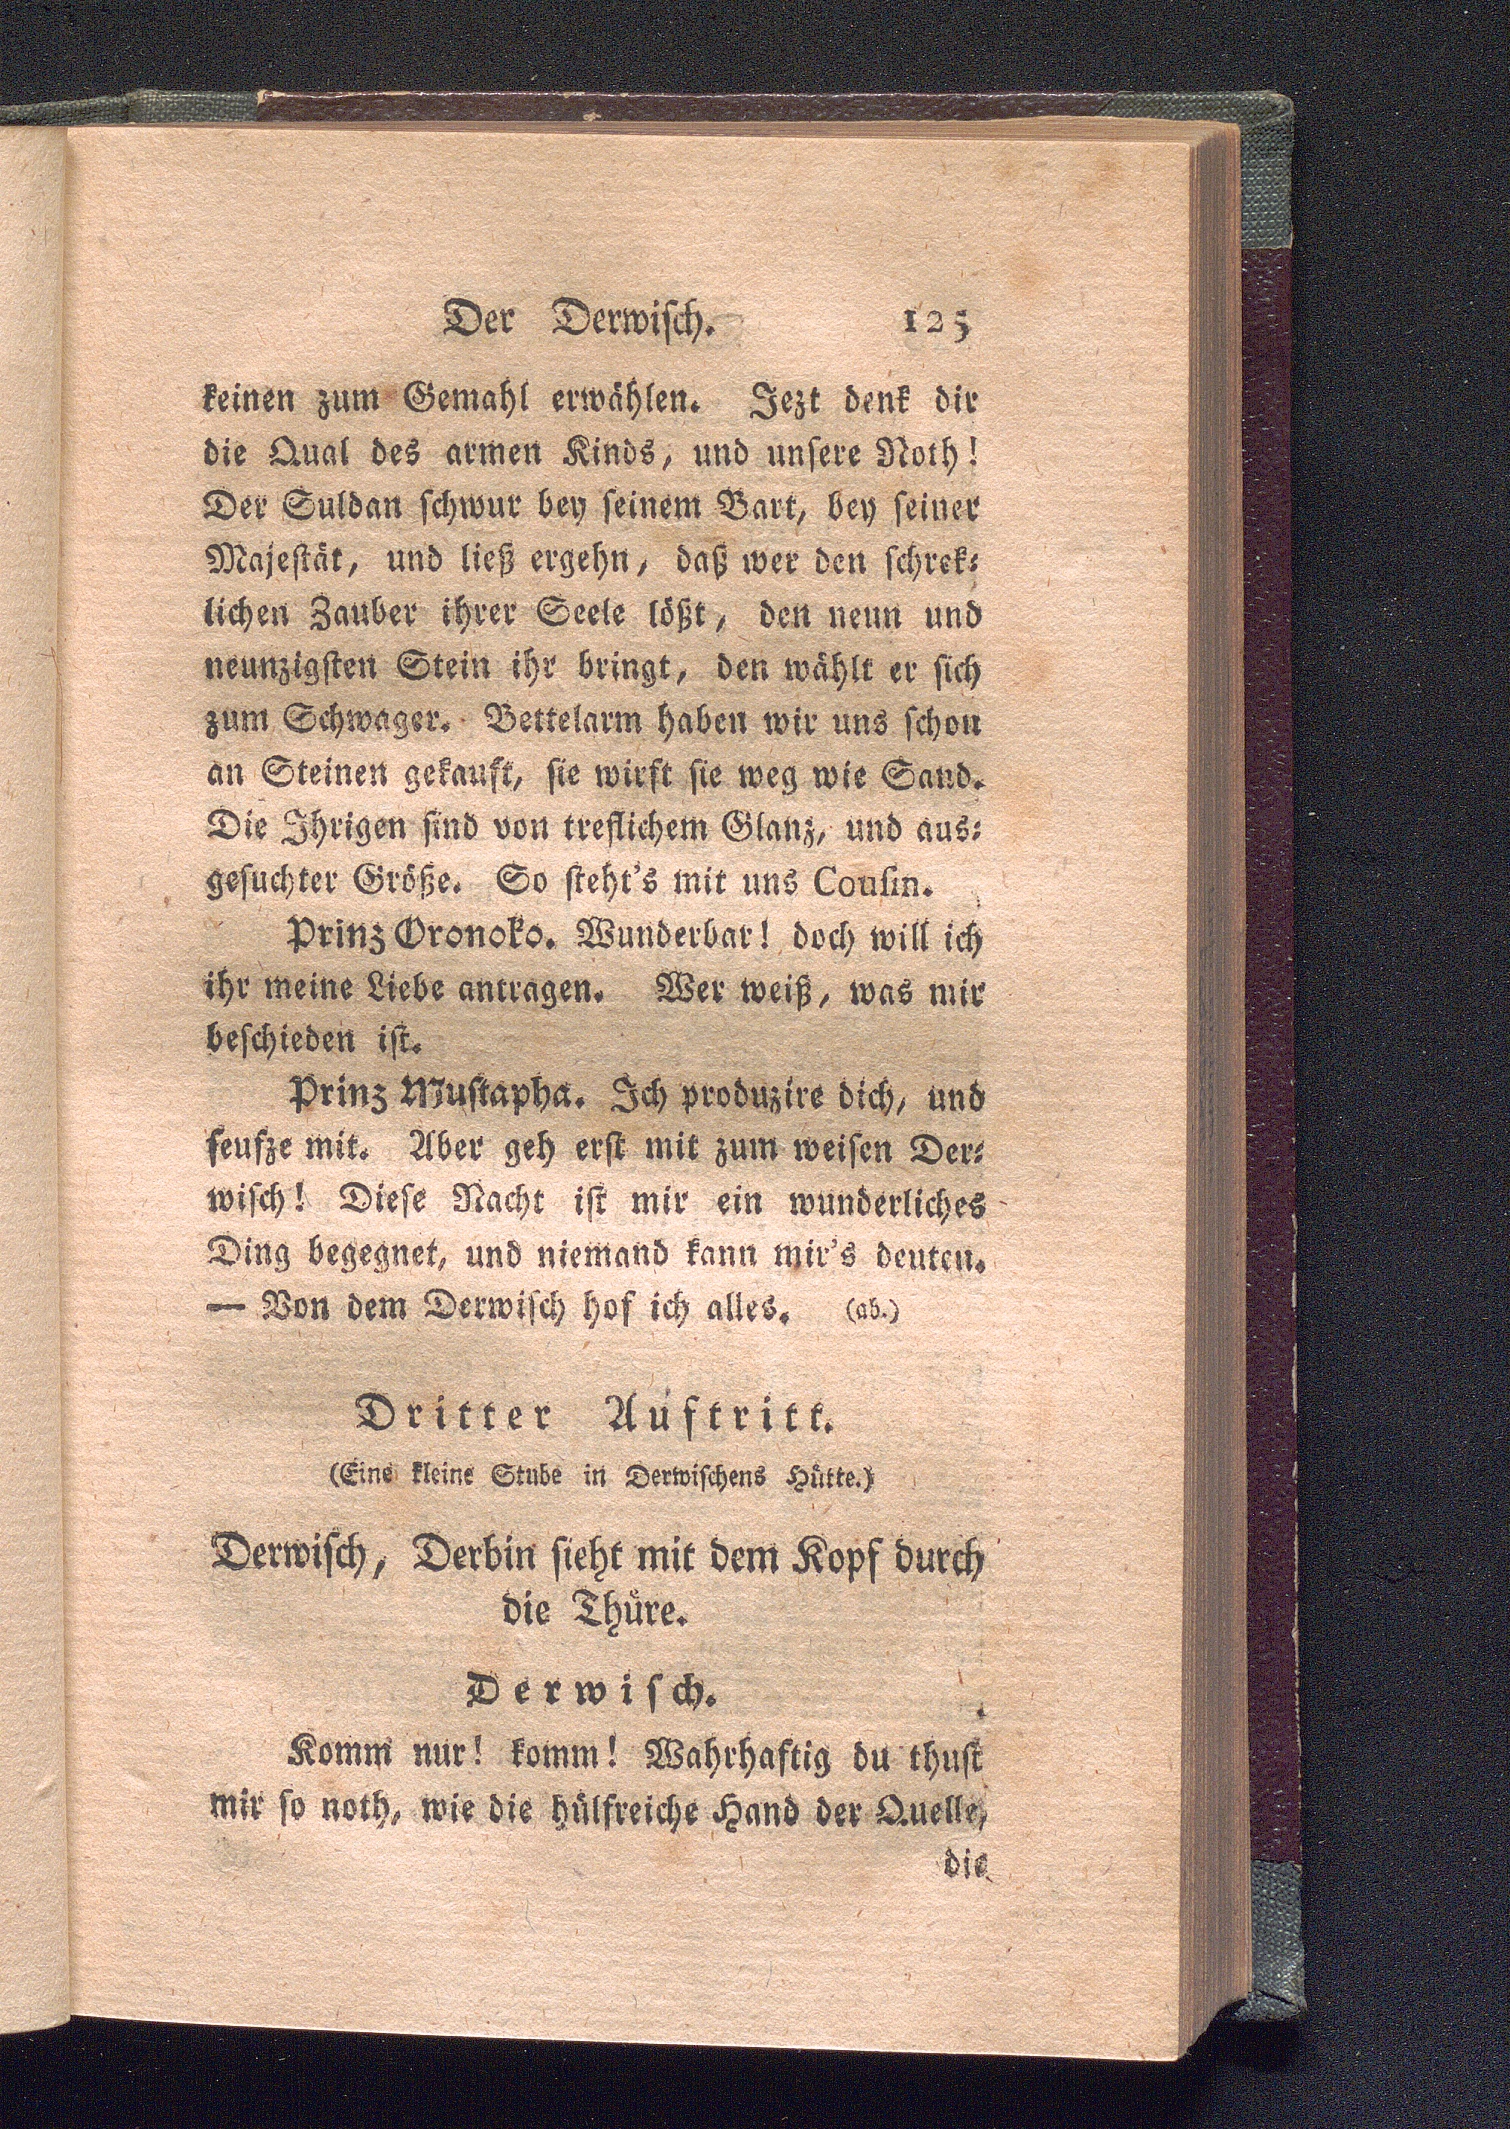 Der Derwiſch. 125
keinen zum Gemahl erwählen. Jezt denk dir
die Qual des armen Kinds, und unſere Noth!
Der Suldan ſchwur bey ſeinem Bart, bey ſeiner
Majeſtät, und ließ ergehn, daß wer den ſchrek⸗
lichen Zauber ihrer Seele lößt, den neun und
neunzigſten Stein ihr bringt, den wählt er ſich
zum Schwager. Bettelarm haben wir uns ſchon
an Steinen gekauft, ſie wirft ſie weg wie Sand.
Die Ihrigen ſind von treflichem Glanz, und aus⸗
geſuchter Größe. So ſteht's mit uns Couſin.
Prinz Oronoko. Wunderbar! doch will ich
ihr meine Liebe antragen. Wer weiß, was mir
beſchieden iſt.
Prinz Muſtapha. Ich produzire dich, und
ſeufze mit. Aber geh erſt mit zum weiſen Der⸗
wiſch! Dieſe Nacht iſt mir ein wunderliches
Ding begegnet, und niemand kann mir's deuten.
— Von dem Derwiſch hof ich alles. (ab.)
Dritter Auftritt.
(Eine kleine Stube in Derwiſchens Hütte.)
Derwiſch, Derbin ſieht mit dem Kopf durch
die Thüre.
Derwiſch.
Komm nur! komm! Wahrhaftig du thuſt
mir ſo noth, wie die hülfreiche Hand der Quelle,
die